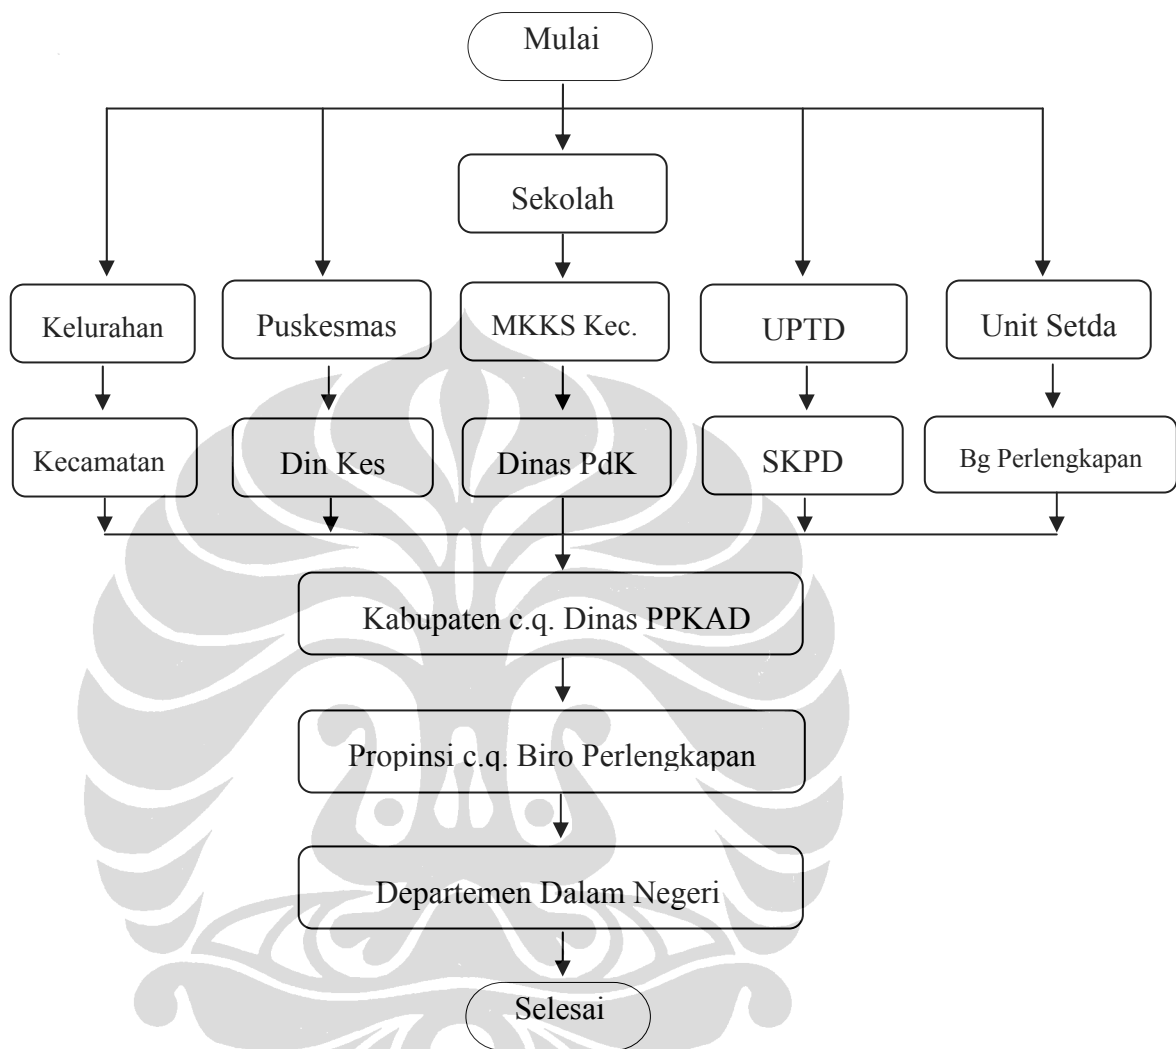 Mulai
Sekolah
Kelurahan
Puskesmas
MKKS Kec.
UPTD
Unit Setda
Kecamatan
Din Kes
Dinas PdK
SKPD
Bg Perlengkapan
Kabupaten c.q. Dinas PPKAD
Propinsi c.q. Biro Perlengkapan
Departemen Dalam Negeri
Selesai